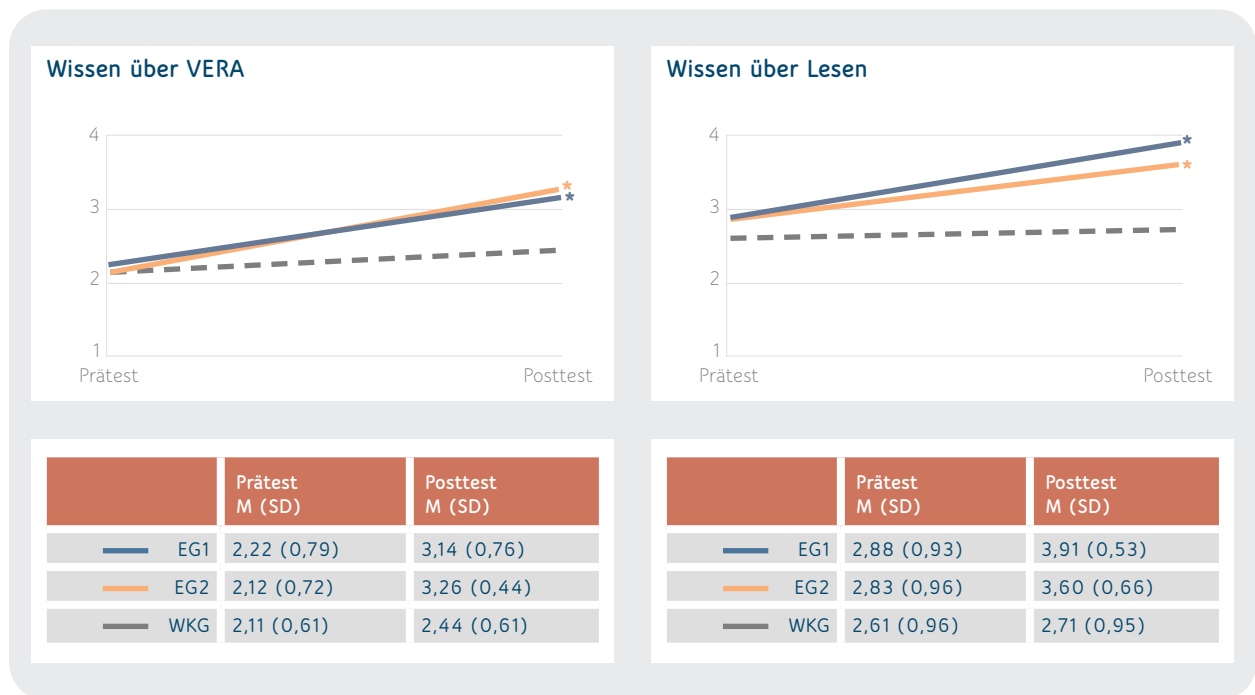 Wissen über VERA
4
*
*
3
2
1
Prätest Posttest
Wissen über Lesen
4
*
*
3
2
1
Prätest Posttest
Prätest Posttest
M (SD) M (SD)
EG1 2,22 (0,79) 3,14 (0,76)
EG2 2,12 (0,72) 3,26 (0,44)
WKG 2,11 (0,61) 2,44 (0,61)
Prätest Posttest
M (SD) M (SD)
EG1 2,88 (0,93) 3,91 (0,53)
EG2 2,83 (0,96) 3,60 (0,66)
WKG 2,61 (0,96) 2,71 (0,95)